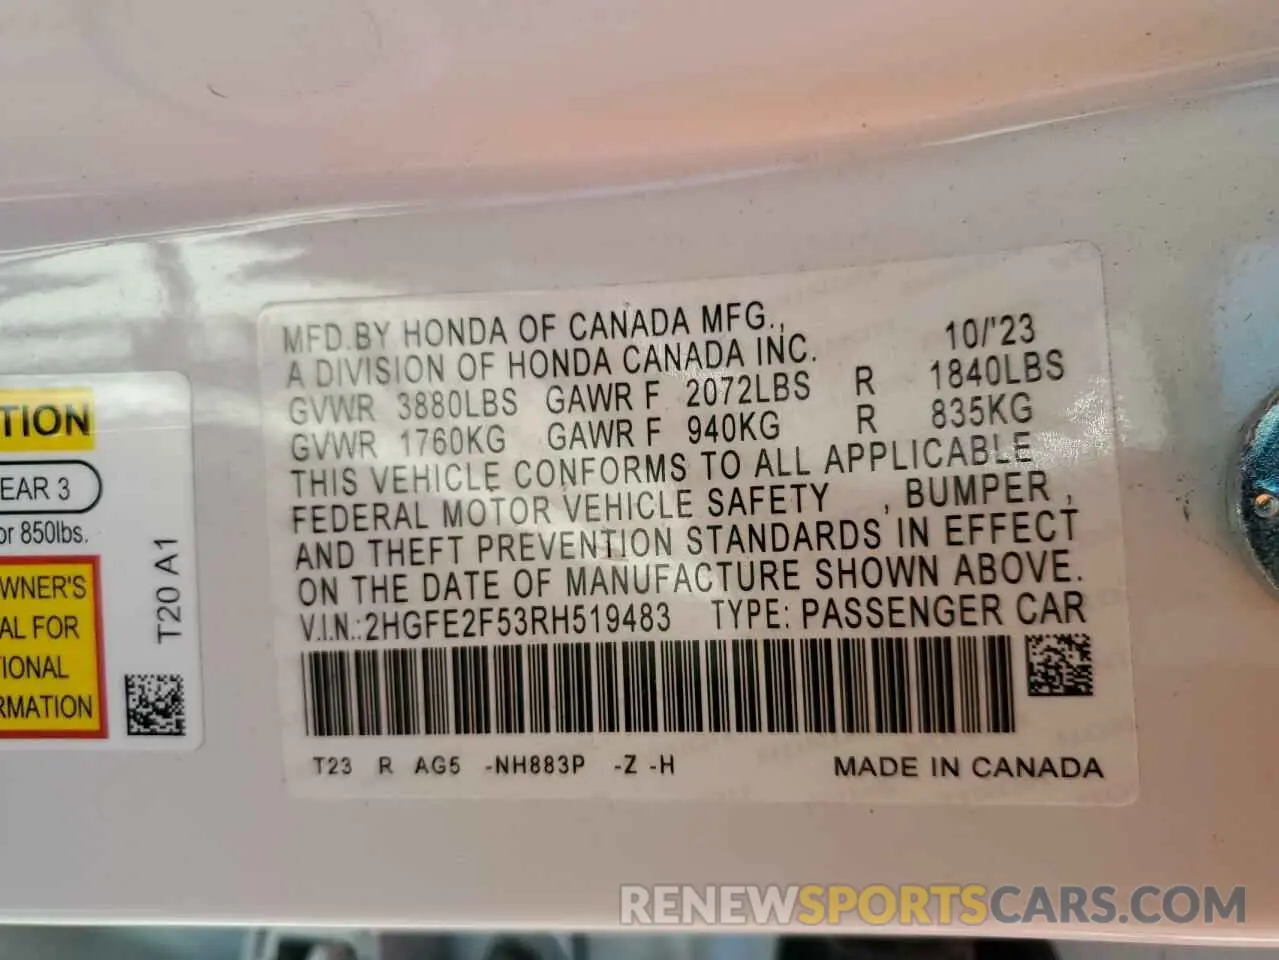 MFD.BY HONDA OF CANADA MFG., 10/'23
A DIVISION OF HONDA CANADA INC.
GVWR 3880LBS GAWR F 2072LBS R 1840LBS
GVWR 1760KG GAWR F 940KG R 835KG
THIS VEHICLE CONFORMS TO ALL APPLICABLE
FEDERAL MOTOR VEHICLE SAFETY , BUMPER ,
AND THEFT PREVENTION STANDARDS IN EFFECT
ON THE DATE OF MANUFACTURE SHOWN ABOVE.
V.I.N.:2HGFE2F53RH519483 TYPE: PASSENGER CAR
T23 R AG5 -NH883P -Z -H MADE IN CANADA
TION
EAR 3
or 850lbs.
WNER'S
AL FOR
TIONAL
RMATION
T20 A1
RENEWSPORTSCARS.COM